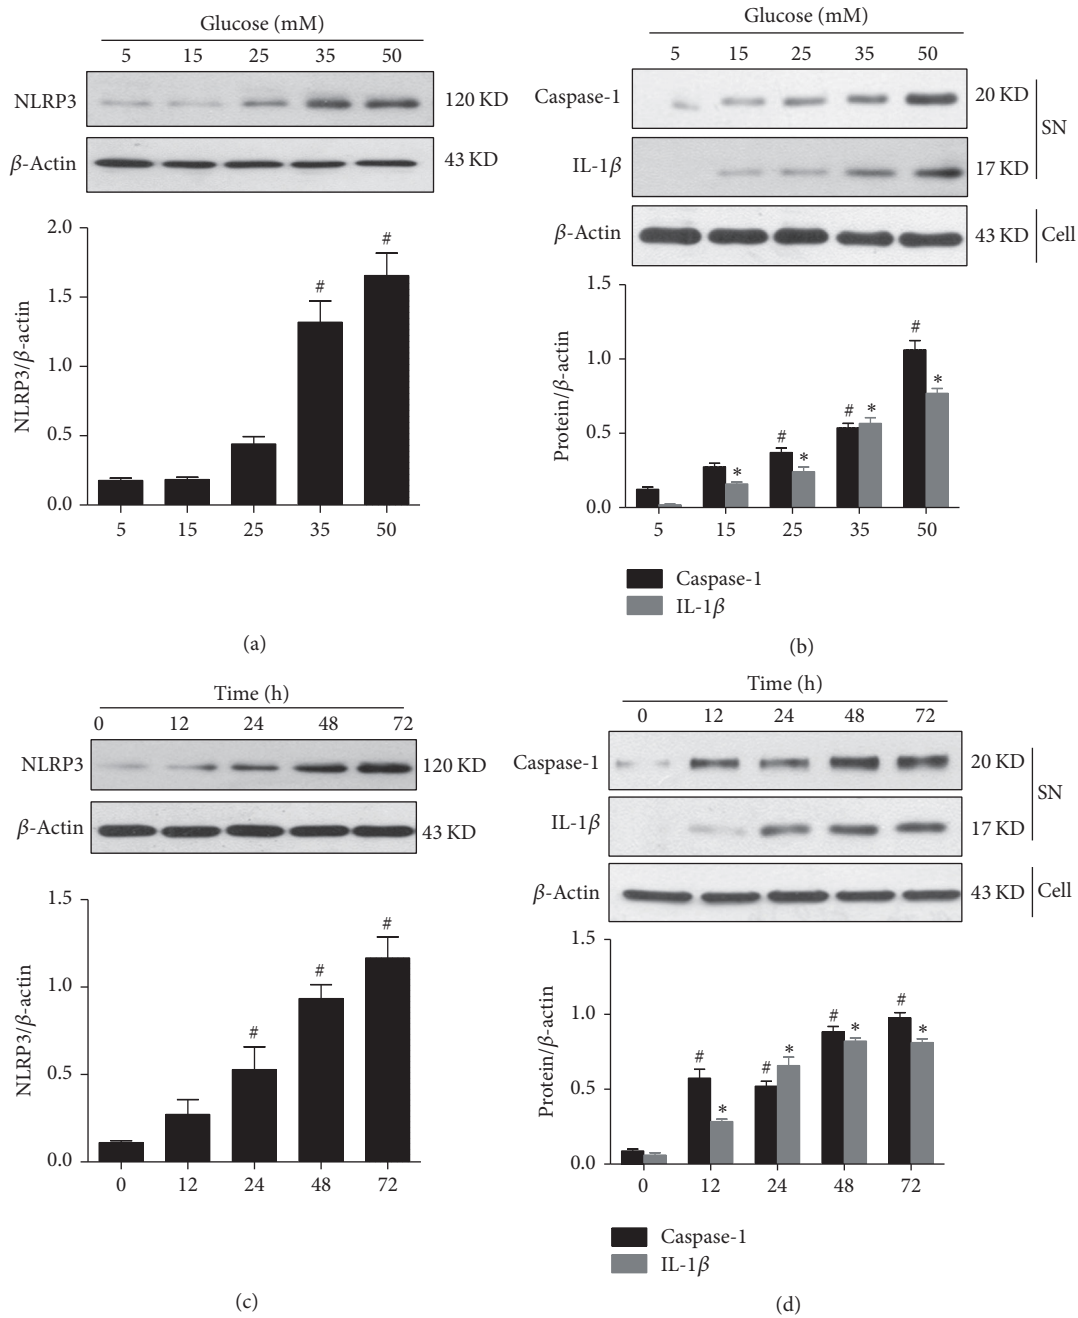 Glucose (mM)
5 15 25 35 50
NLRP3 120 KD
β-Actin 43 KD
NLRP3/β-actin
2.0
1.5
1.0
0.5
0.0
# #
5 15 25 35 50
(a)
Glucose (mM)
5 15 25 35 50
Caspase-1 20 KD
SN
IL-1β 17 KD
β-Actin 43 KD Cell
Protein/β-actin
1.5
1.0
0.5
0.0
* # * # * # *
5 15 25 35 50
Caspase-1
IL-1β
(b)
Time (h)
0 12 24 48 72
NLRP3 120 KD
β-Actin 43 KD
NLRP3/β-actin
1.5
1.0
0.5
0.0
# # #
0 12 24 48 72
(c)
Time (h)
0 12 24 48 72
Caspase-1 20 KD
SN
IL-1β 17 KD
β-Actin 43 KD Cell
Protein/β-actin
1.5
1.0
0.5
0.0
# * # * # * # *
0 12 24 48 72
Caspase-1
IL-1β
(d)